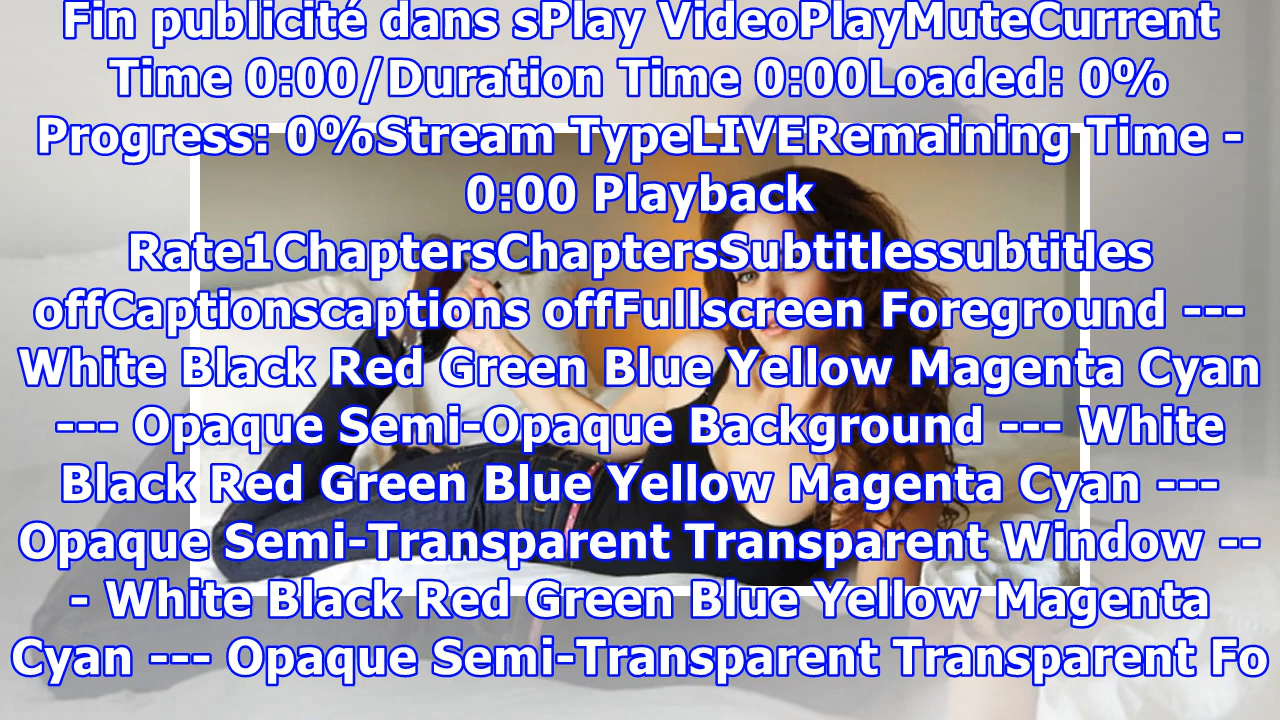 Fin publicité dans sPlay VideoPlayMuteCurrent
Time 0:00/Duration Time 0:00Loaded: 0%
Progress: 0%Stream TypeLIVERemaining Time -
0:00 Playback
Rate1ChaptersChaptersSubtitlessubtitles
offCaptionscaptions offFullscreen Foreground ---
White Black Red Green Blue Yellow Magenta Cyan
--- Opaque Semi-Opaque Background --- White
Black Red Green Blue Yellow Magenta Cyan ---
Opaque Semi-Transparent Transparent Window --
- White Black Red Green Blue Yellow Magenta
Cyan --- Opaque Semi-Transparent Transparent Fo